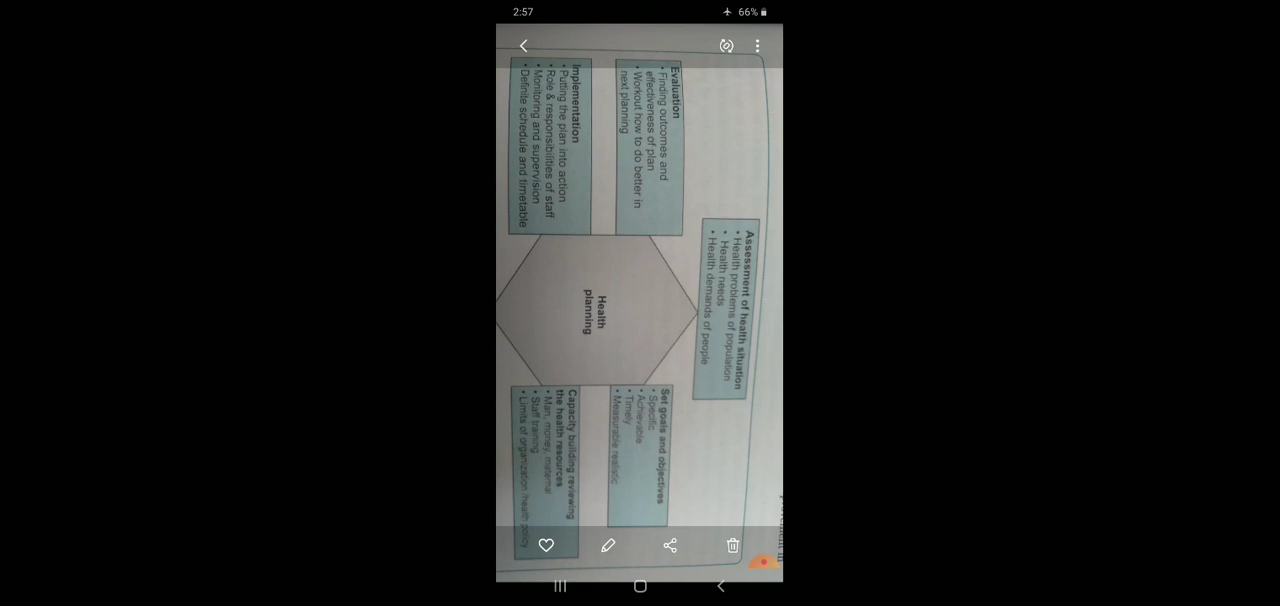 2:57
66%
Assessment of health situation
• Health problems of population
• Health needs
• Health demands of people
Evaluation
• Finding outcomes and
effectiveness of plan
• Workout how to do better in
next planning
Set goals and objectives
• Specific
• Achievable
• Timely
• Measurable realistic
Health
planning
Implementation
• Putting the plan into action
• Role & responsibilities of staff
• Monitoring and supervision
• Definite schedule and timetable
Capacity building reviewing
the health resources
• Man, money, material
• Staff training
• Limits of organization /health policy